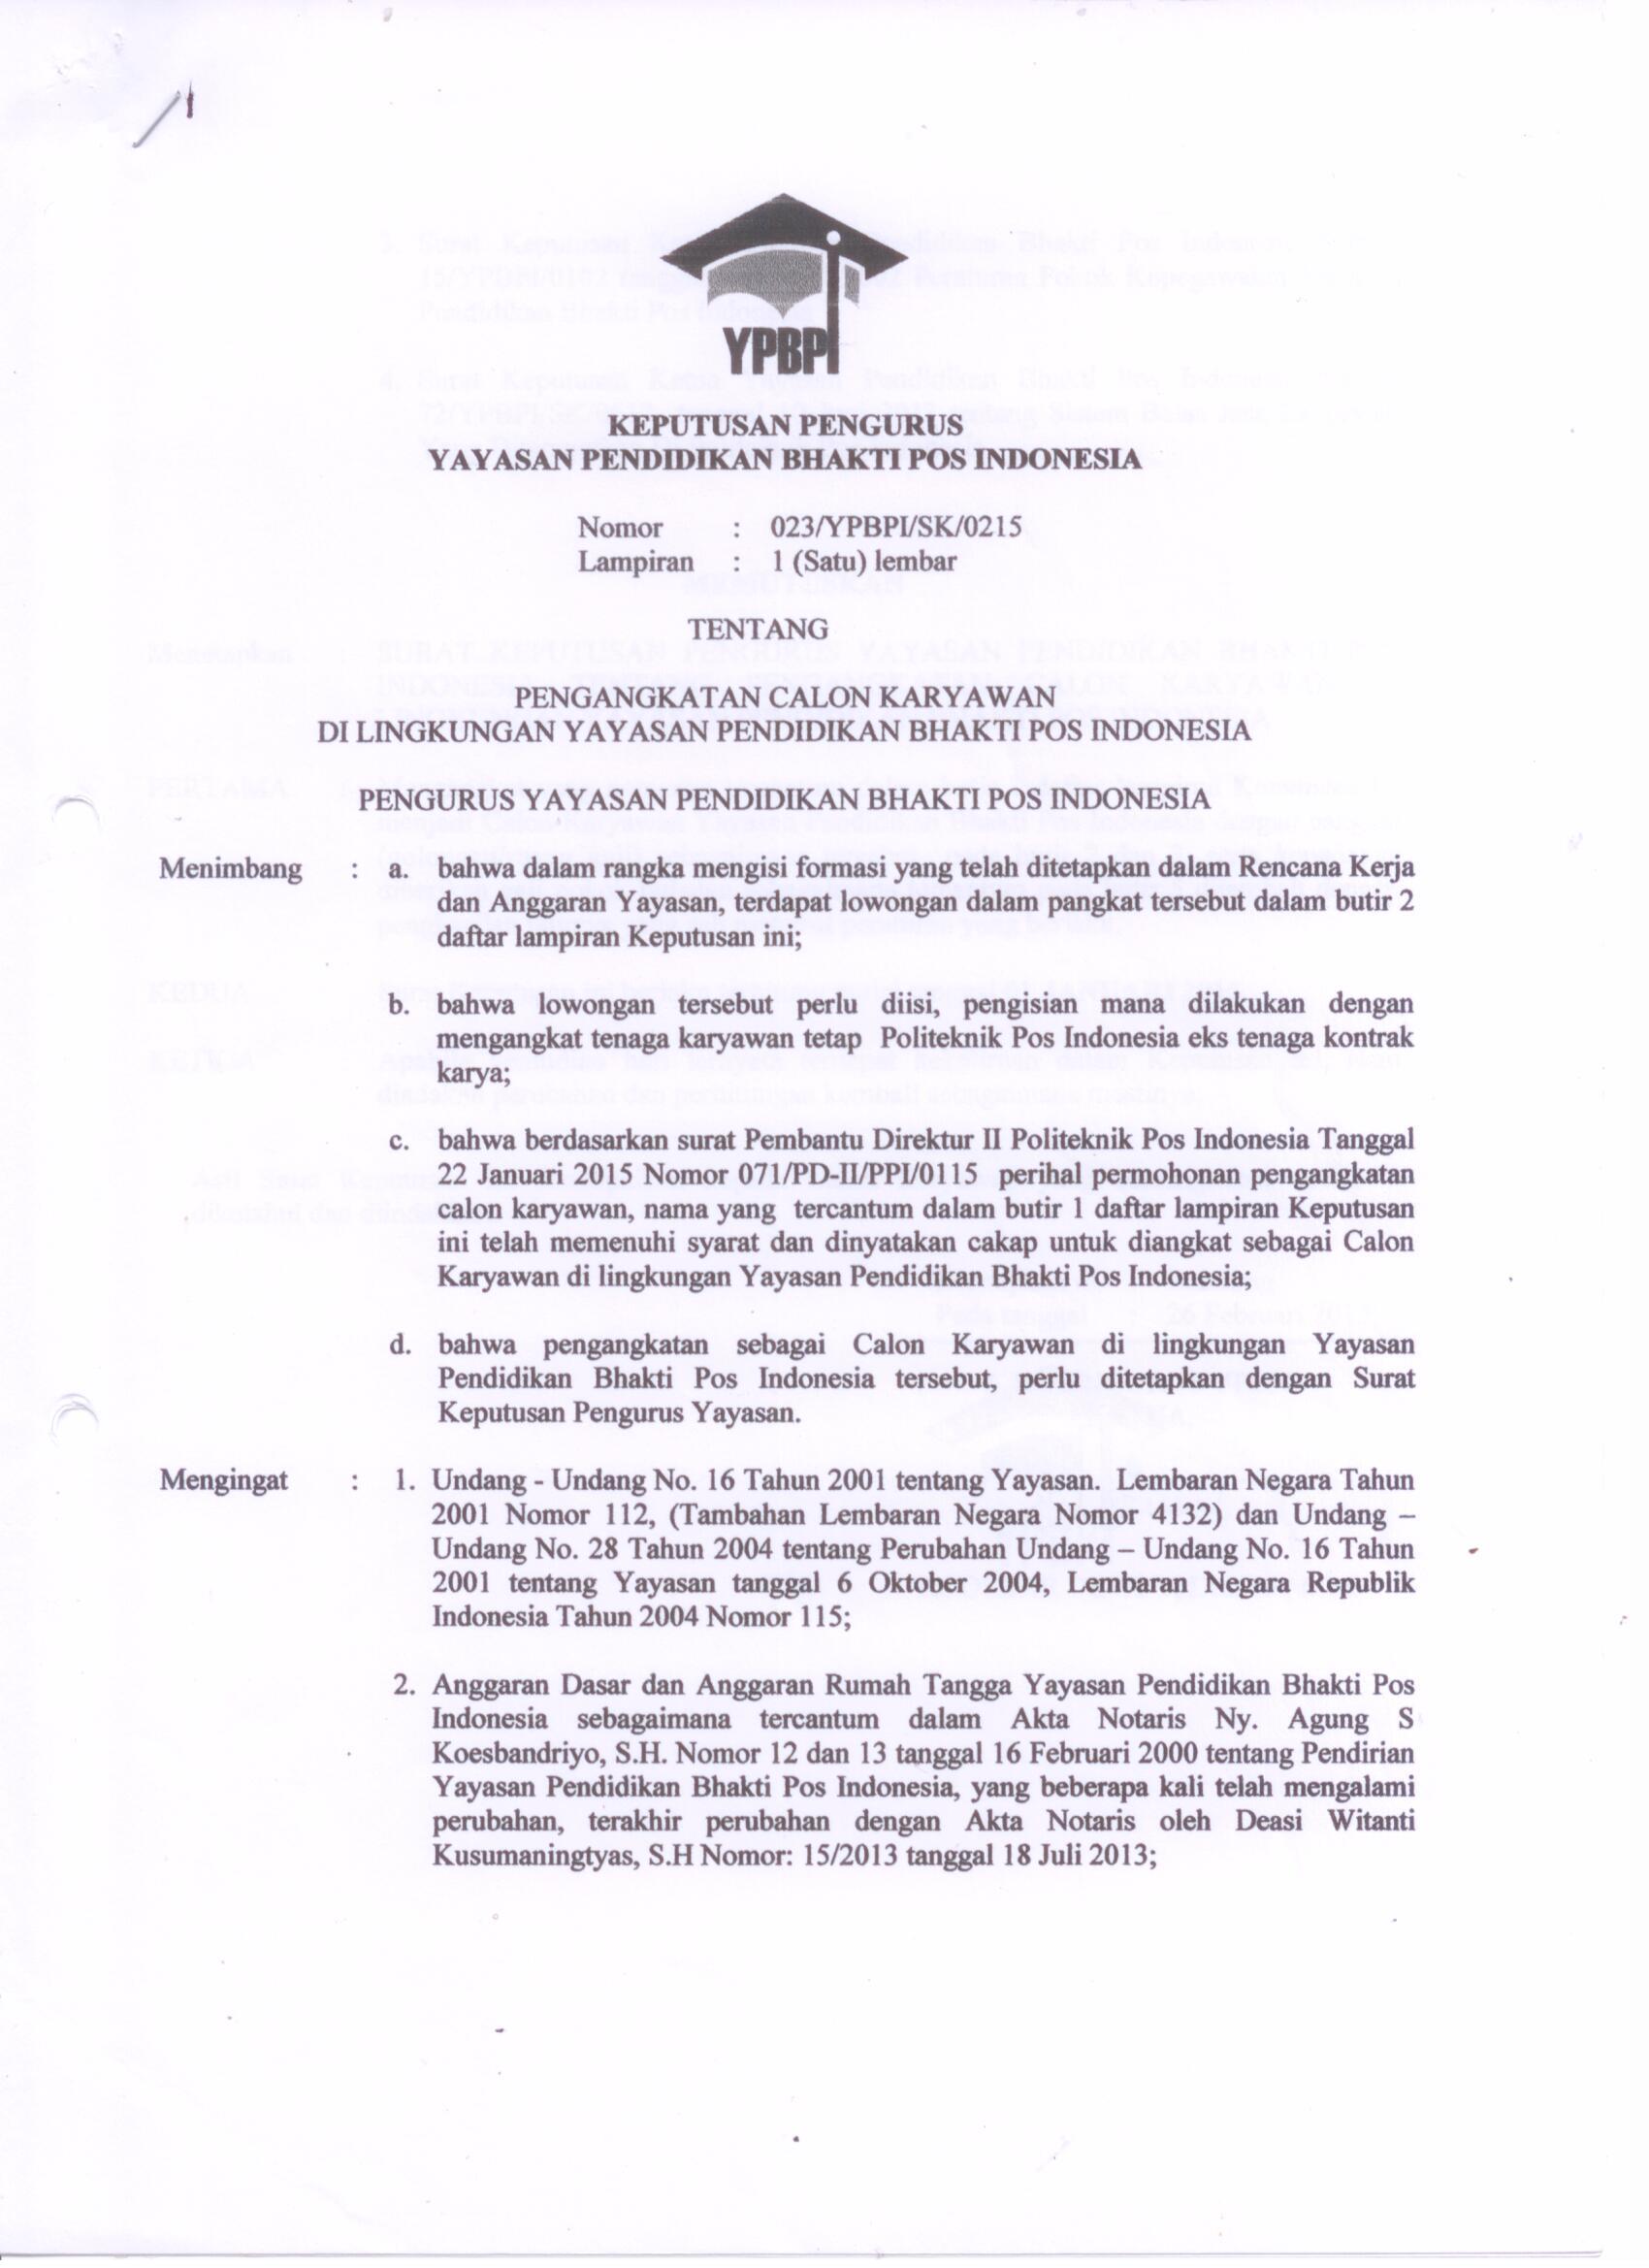 YPBPI
KEPUTUSAN PENGURUS
YAYASAN PENDIDIKAN BHAKTI POS INDONESIA
Nomor : 023/YPBPI/SK/0215
Lampiran : 1 (Satu) lembar
TENTANG
PENGANGKATAN CALON KARYAWAN
DI LINGKUNGAN YAYASAN PENDIDIKAN BHAKTI POS INDONESIA
PENGURUS YAYASAN PENDIDIKAN BHAKTI POS INDONESIA
Menimbang : a. bahwa dalam rangka mengisi formasi yang telah ditetapkan dalam Rencana Kerja
dan Anggaran Yayasan, terdapat lowongan dalam pangkat tersebut dalam butir 2
daftar lampiran Keputusan ini;
b. bahwa lowongan tersebut perlu diisi, pengisian mana dilakukan dengan
mengangkat tenaga karyawan tetap Politeknik Pos Indonesia eks tenaga kontrak
karya;
c. bahwa berdasarkan surat Pembantu Direktur II Politeknik Pos Indonesia Tanggal
22 Januari 2015 Nomor 071/PD-II/PPI/0115 perihal permohonan pengangkatan
calon karyawan, nama yang tercantum dalam butir 1 daftar lampiran Keputusan
ini telah memenuhi syarat dan dinyatakan cakap untuk diangkat sebagai Calon
Karyawan di lingkungan Yayasan Pendidikan Bhakti Pos Indonesia;
d. bahwa pengangkatan sebagai Calon Karyawan di lingkungan Yayasan
Pendidikan Bhakti Pos Indonesia tersebut, perlu ditetapkan dengan Surat
Keputusan Pengurus Yayasan.
Mengingat : 1. Undang - Undang No. 16 Tahun 2001 tentang Yayasan. Lembaran Negara Tahun
2001 Nomor 112, (Tambahan Lembaran Negara Nomor 4132) dan Undang –
Undang No. 28 Tahun 2004 tentang Perubahan Undang – Undang No. 16 Tahun
2001 tentang Yayasan tanggal 6 Oktober 2004, Lembaran Negara Republik
Indonesia Tahun 2004 Nomor 115;
2. Anggaran Dasar dan Anggaran Rumah Tangga Yayasan Pendidikan Bhakti Pos
Indonesia sebagaimana tercantum dalam Akta Notaris Ny. Agung S
Koesbandriyo, S.H. Nomor 12 dan 13 tanggal 16 Februari 2000 tentang Pendirian
Yayasan Pendidikan Bhakti Pos Indonesia, yang beberapa kali telah mengalami
perubahan, terakhir perubahan dengan Akta Notaris oleh Deasi Witanti
Kusumaningtyas, S.H Nomor: 15/2013 tanggal 18 Juli 2013;